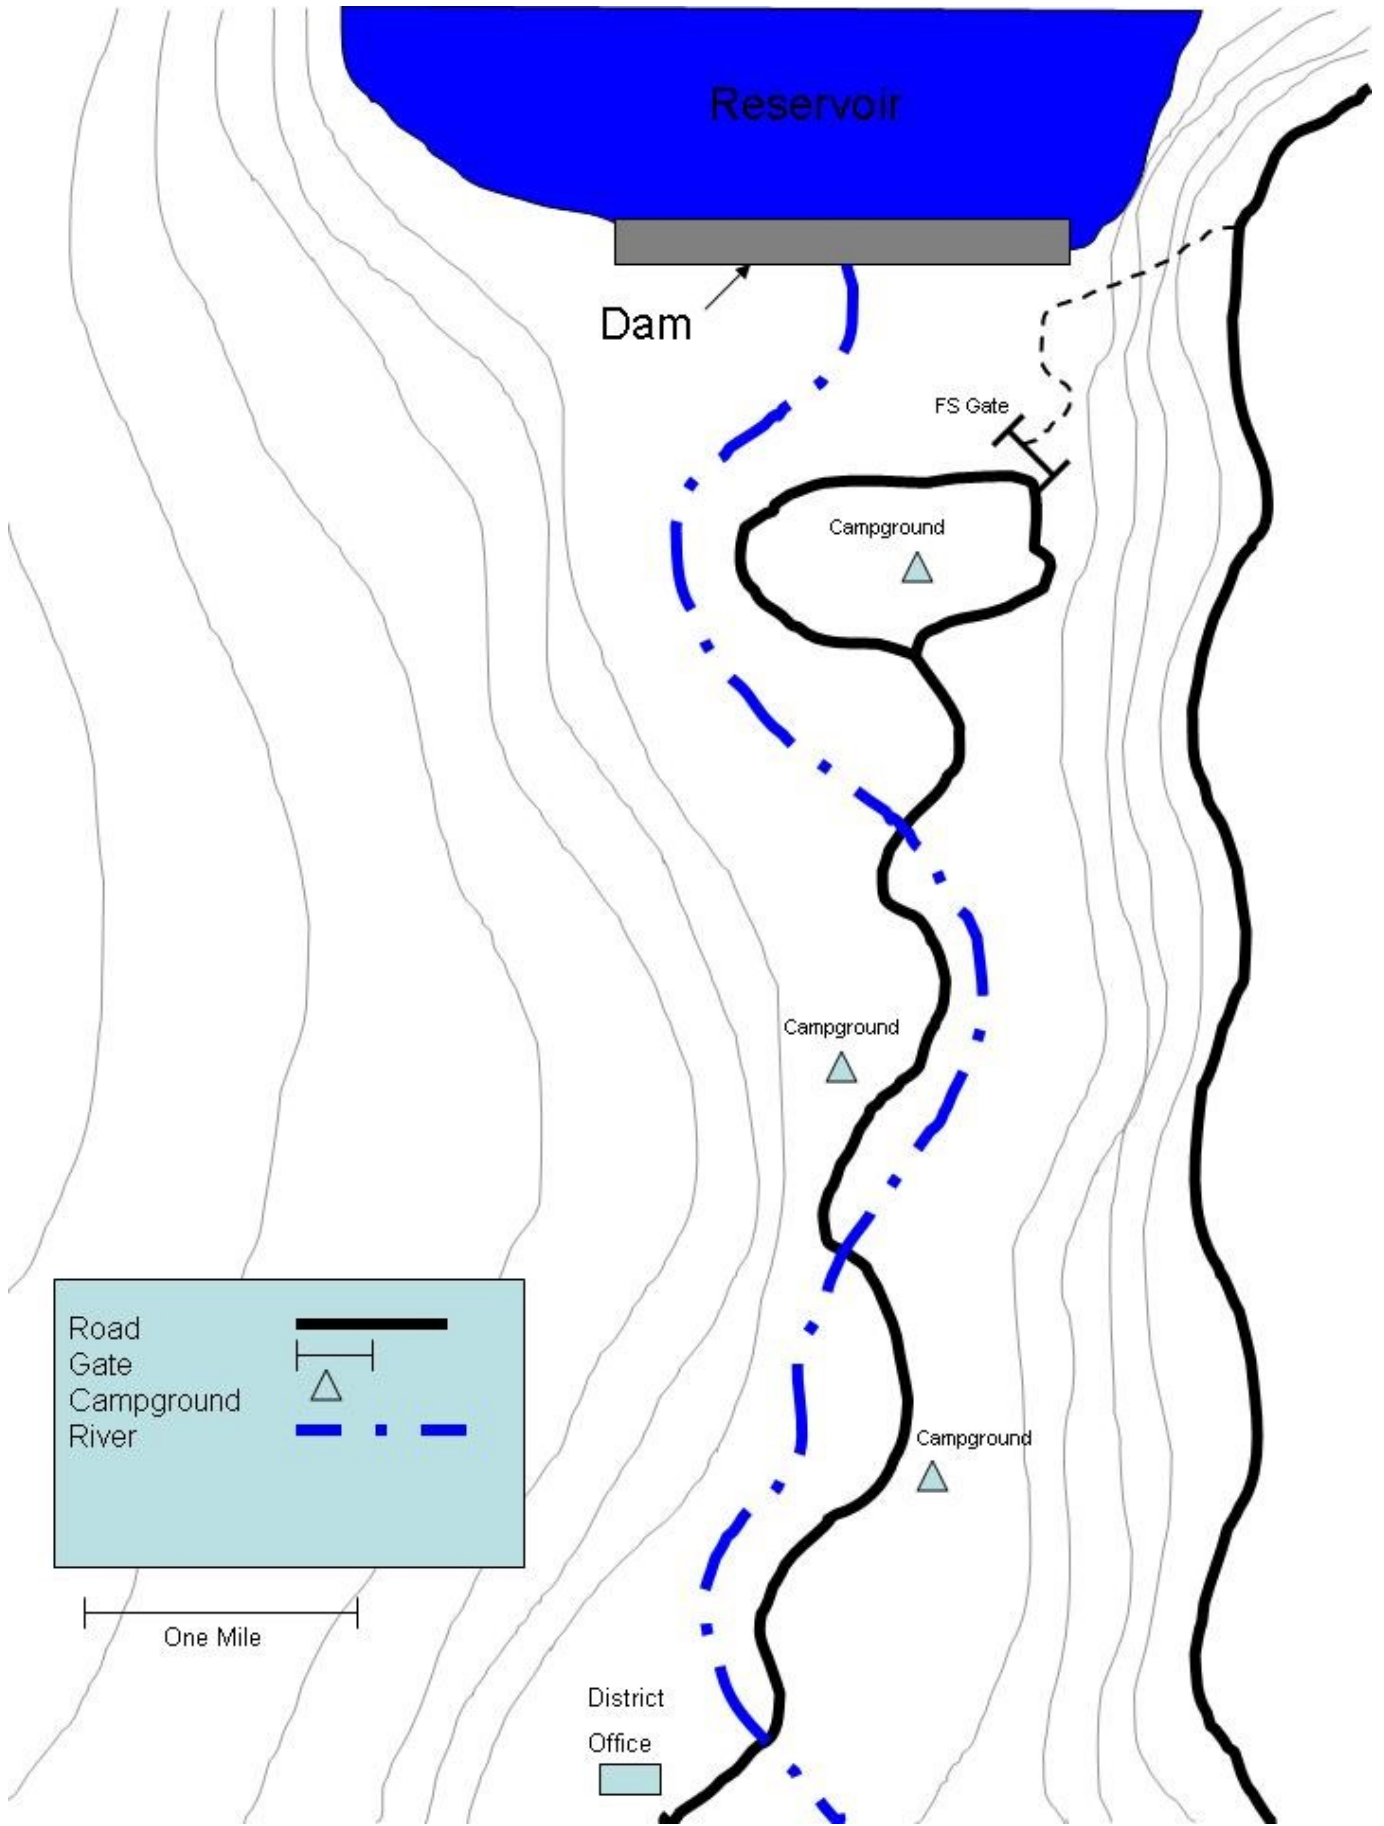 Reservoir
Dam
FS Gate
Campground
Campground
Road
Gate
Campground
River
Campground
One Mile
District
Office